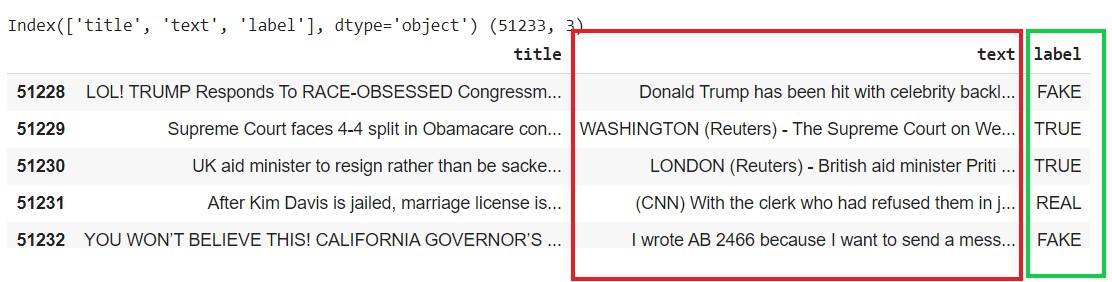 Index(['title', 'text', 'label'], dtype='object') (51233, 3)
title text label
51228 LOL! TRUMP Responds To RACE-OBSESSED Congressm... Donald Trump has been hit with celebrity backl... FAKE
51229 Supreme Court faces 4-4 split in Obamacare con... WASHINGTON (Reuters) - The Supreme Court on We... TRUE
51230 UK aid minister to resign rather than be sacke... LONDON (Reuters) - British aid minister Priti ... TRUE
51231 After Kim Davis is jailed, marriage license is... (CNN) With the clerk who had refused them in j... REAL
51232 YOU WON’T BELIEVE THIS! CALIFORNIA GOVERNOR’S ... I wrote AB 2466 because I want to send a mess... FAKE